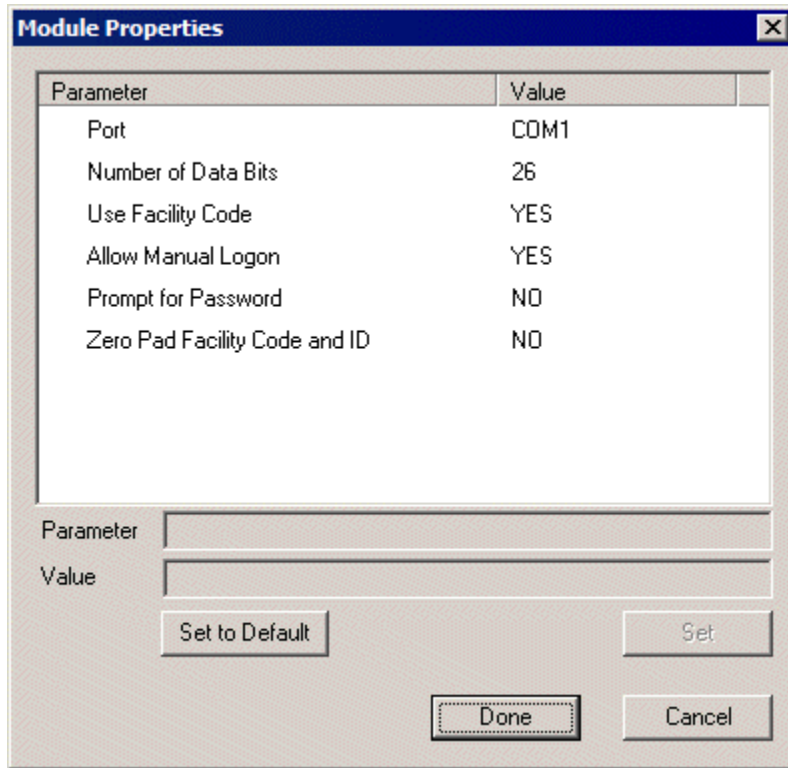 Module Properties
Parameter Value
Port COM1
Number of Data Bits 26
Use Facility Code YES
Allow Manual Logon YES
Prompt for Password NO
Zero Pad Facility Code and ID NO
Parameter
Value
Set to Default Set
Done Cancel